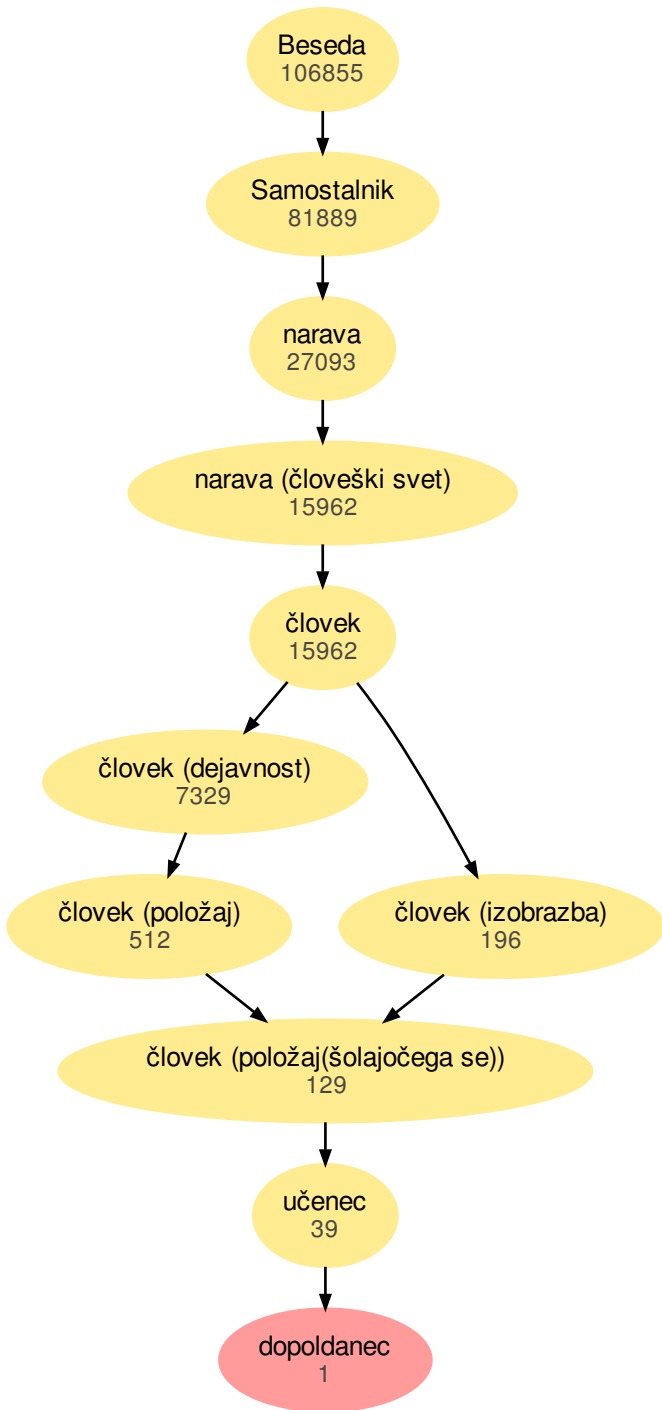 Beseda
106855
Samostalnik
81889
narava
27093
narava (človeški svet)
15962
človek
15962
človek (dejavnost)
7329
človek (položaj)
512
človek (izobrazba)
196
človek (položaj(šolajočega se))
129
učenec
39
dopoldanec
1